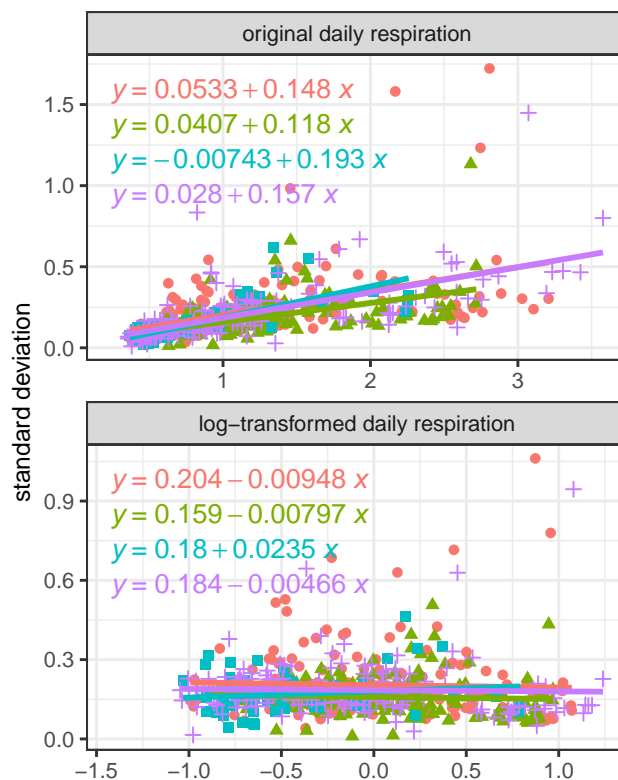 original daily respiration
y = 0.0533 + 0.148 x
y = 0.0407 + 0.118 x
y = −0.00743 + 0.193 x
y = 0.028 + 0.157 x
1.5
1.0
0.5
0.0
1 2 3
standard deviation
log−transformed daily respiration
y = 0.204 − 0.00948 x
y = 0.159 − 0.00797 x
y = 0.18 + 0.0235 x
y = 0.184 − 0.00466 x
0.9
0.6
0.3
0.0
−1.5 −1.0 −0.5 0.0 0.5 1.0